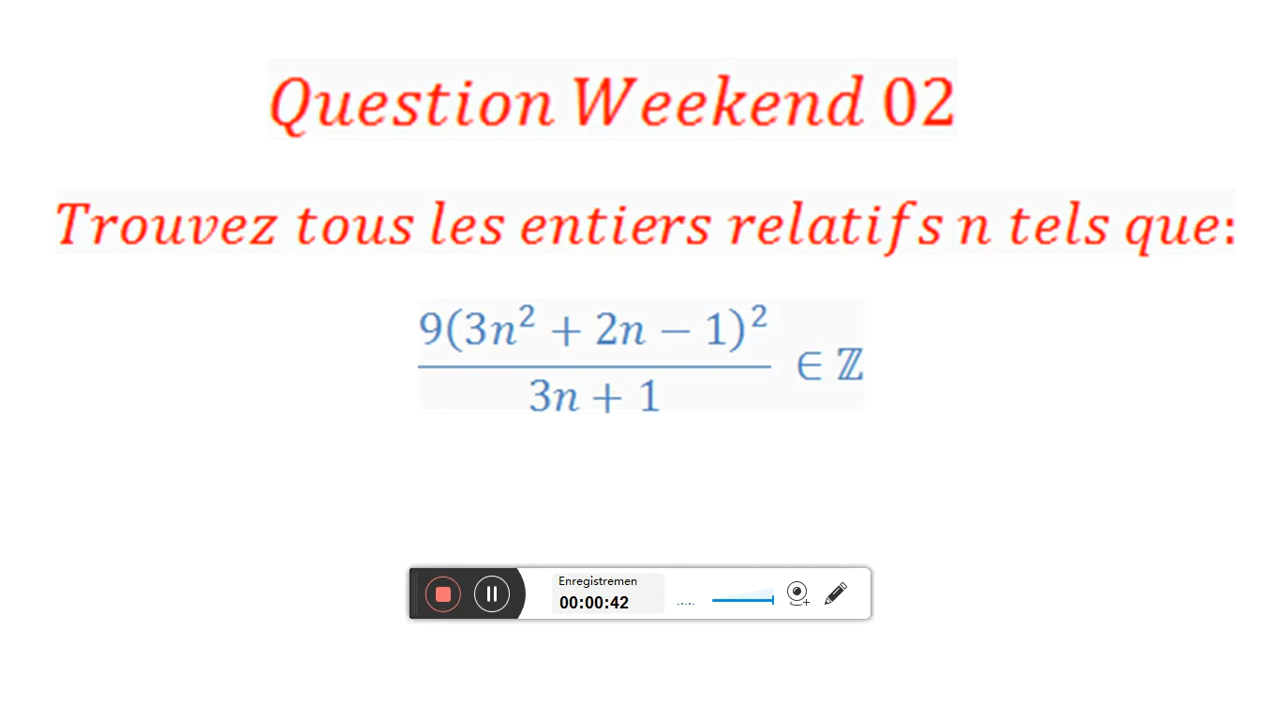 Question Weekend 02
Trouvez tous les entiers relatifs n tels que:
9(3n² + 2n − 1)²
∈ ℤ
3n + 1
Enregistremen
00:00:42